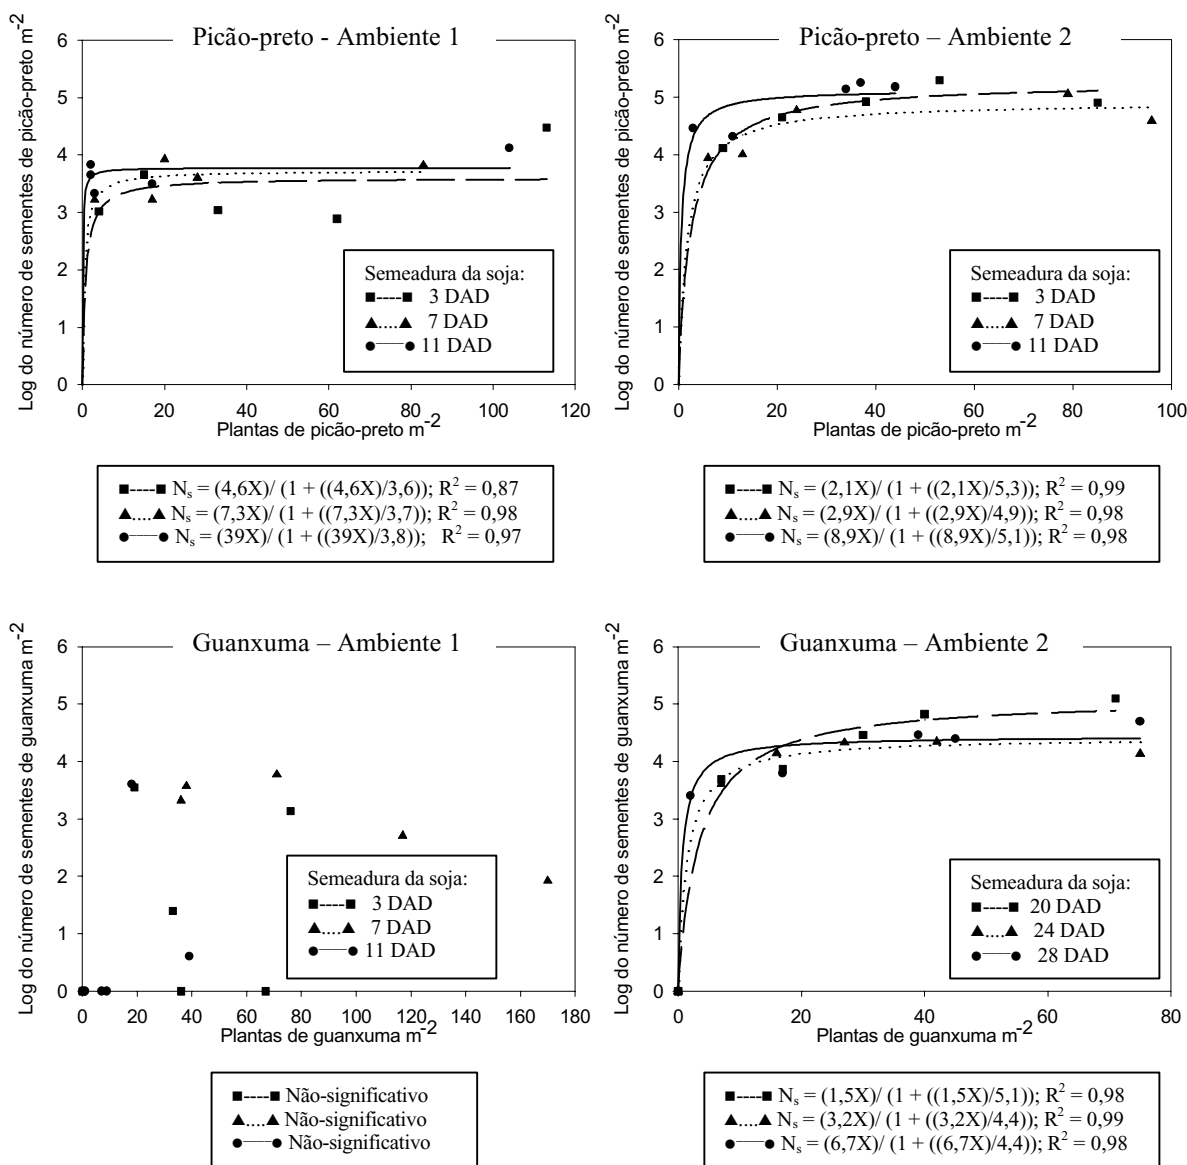 Picão-preto - Ambiente 1
Log do número de sementes de picão-preto m-2
6
5
4
3
2
1
0
Semeadura da soja:
■----■ 3 DAD
▲....▲ 7 DAD
●──● 11 DAD
0 20 40 60 80 100 120
Plantas de picão-preto m-2
■----■ Ns = (4,6X)/ (1 + ((4,6X)/3,6)); R2 = 0,87
▲....▲ Ns = (7,3X)/ (1 + ((7,3X)/3,7)); R2 = 0,98
●──● Ns = (39X)/ (1 + ((39X)/3,8)); R2 = 0,97
Picão-preto – Ambiente 2
Log do número de sementes de picão-preto m-2
6
5
4
3
2
1
0
Semeadura da soja:
■----■ 3 DAD
▲....▲ 7 DAD
●──● 11 DAD
0 20 40 60 80 100
Plantas de picão-preto m-2
■----■ Ns = (2,1X)/ (1 + ((2,1X)/5,3)); R2 = 0,99
▲....▲ Ns = (2,9X)/ (1 + ((2,9X)/4,9)); R2 = 0,98
●──● Ns = (8,9X)/ (1 + ((8,9X)/5,1)); R2 = 0,98
Guanxuma – Ambiente 1
Log do número de sementes de guanxuma m-2
6
5
4
3
2
1
0
Semeadura da soja:
■----■ 3 DAD
▲....▲ 7 DAD
●──● 11 DAD
0 20 40 60 80 100 120 140 160 180
Plantas de guanxuma m-2
■----■ Não-significativo
▲....▲ Não-significativo
●──● Não-significativo
Guanxuma – Ambiente 2
Log do número de sementes de guanxuma m-2
6
5
4
3
2
1
0
Semeadura da soja:
■----■ 20 DAD
▲....▲ 24 DAD
●──● 28 DAD
0 20 40 60 80
Plantas de guanxuma m-2
■----■ Ns = (1,5X)/ (1 + ((1,5X)/5,1)); R2 = 0,98
▲....▲ Ns = (3,2X)/ (1 + ((3,2X)/4,4)); R2 = 0,99
●──● Ns = (6,7X)/ (1 + ((6,7X)/4,4)); R2 = 0,98